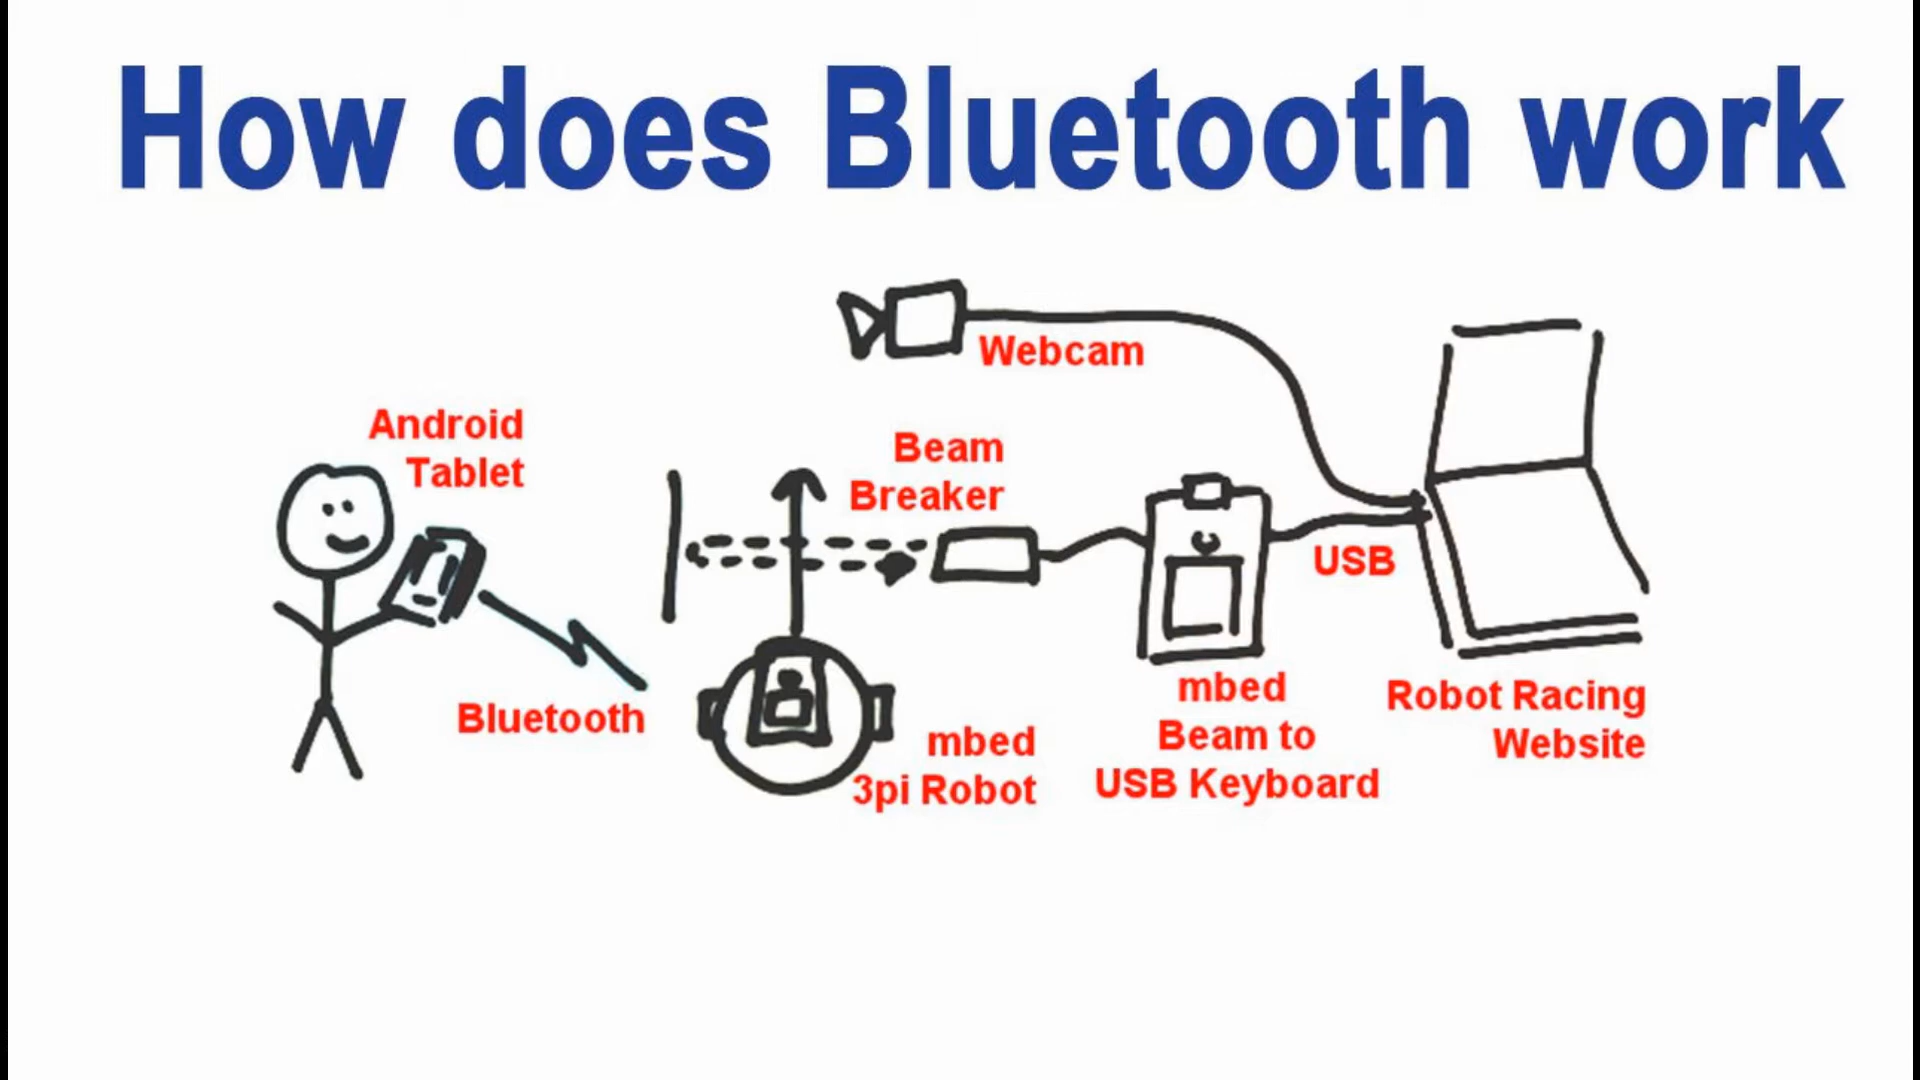 How does Bluetooth work
Webcam
Android
Tablet
Beam
Breaker
USB
Bluetooth
mbed
3pi Robot
mbed
Beam to
USB Keyboard
Robot Racing
Website